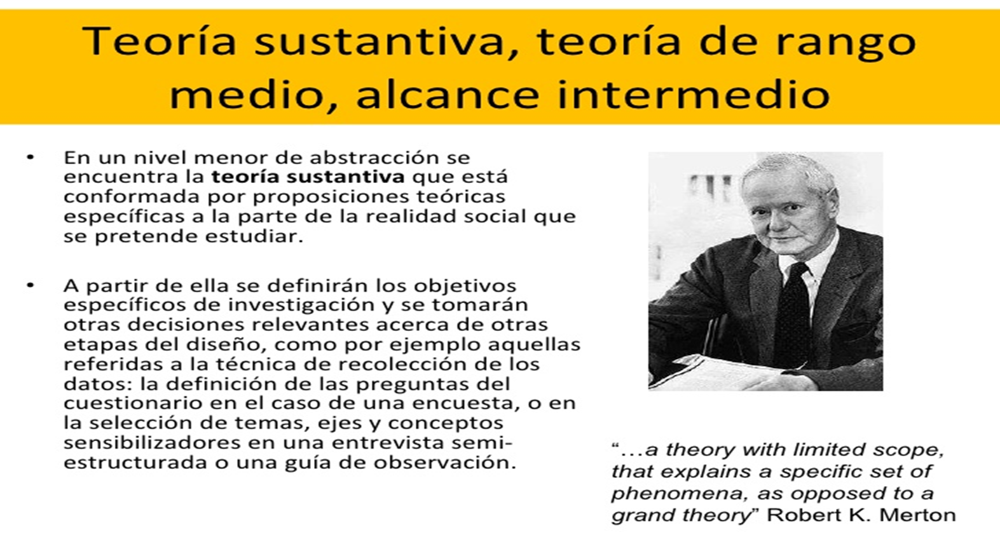 Teoría sustantiva, teoría de rango
medio, alcance intermedio
• En un nivel menor de abstracción se
encuentra la teoría sustantiva que está
conformada por proposiciones teóricas
específicas a la parte de la realidad social que
se pretende estudiar.
• A partir de ella se definirán los objetivos
específicos de investigación y se tomarán
otras decisiones relevantes acerca de otras
etapas del diseño, como por ejemplo aquellas
referidas a la técnica de recolección de los
datos: la definición de las preguntas del
cuestionario en el caso de una encuesta, o en
la selección de temas, ejes y conceptos
sensibilizadores en una entrevista semi-
estructurada o una guía de observación.
“…a theory with limited scope,
that explains a specific set of
phenomena, as opposed to a
grand theory” Robert K. Merton